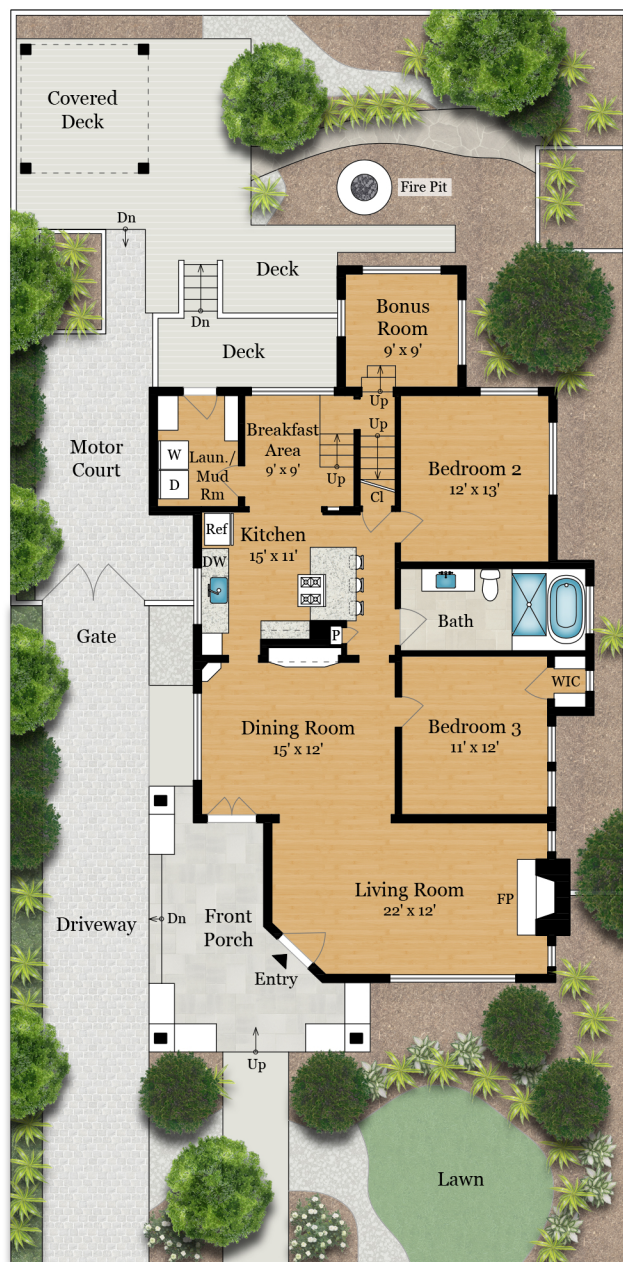 Covered
Deck
Fire Pit
Dn
Deck
Dn
Deck
Bonus
Room
9' x 9'
Up
Up
Breakfast
Area
9' x 9'
Up
W
D
Laun./
Mud
Rm
Motor
Court
Cl
Bedroom 2
12' x 13'
Ref
Kitchen
15' x 11'
DW
P
Bath
Gate
WIC
Dining Room
15' x 12'
Bedroom 3
11' x 12'
Living Room
22' x 12'
FP
Driveway
Dn
Front
Porch
Entry
Up
Lawn